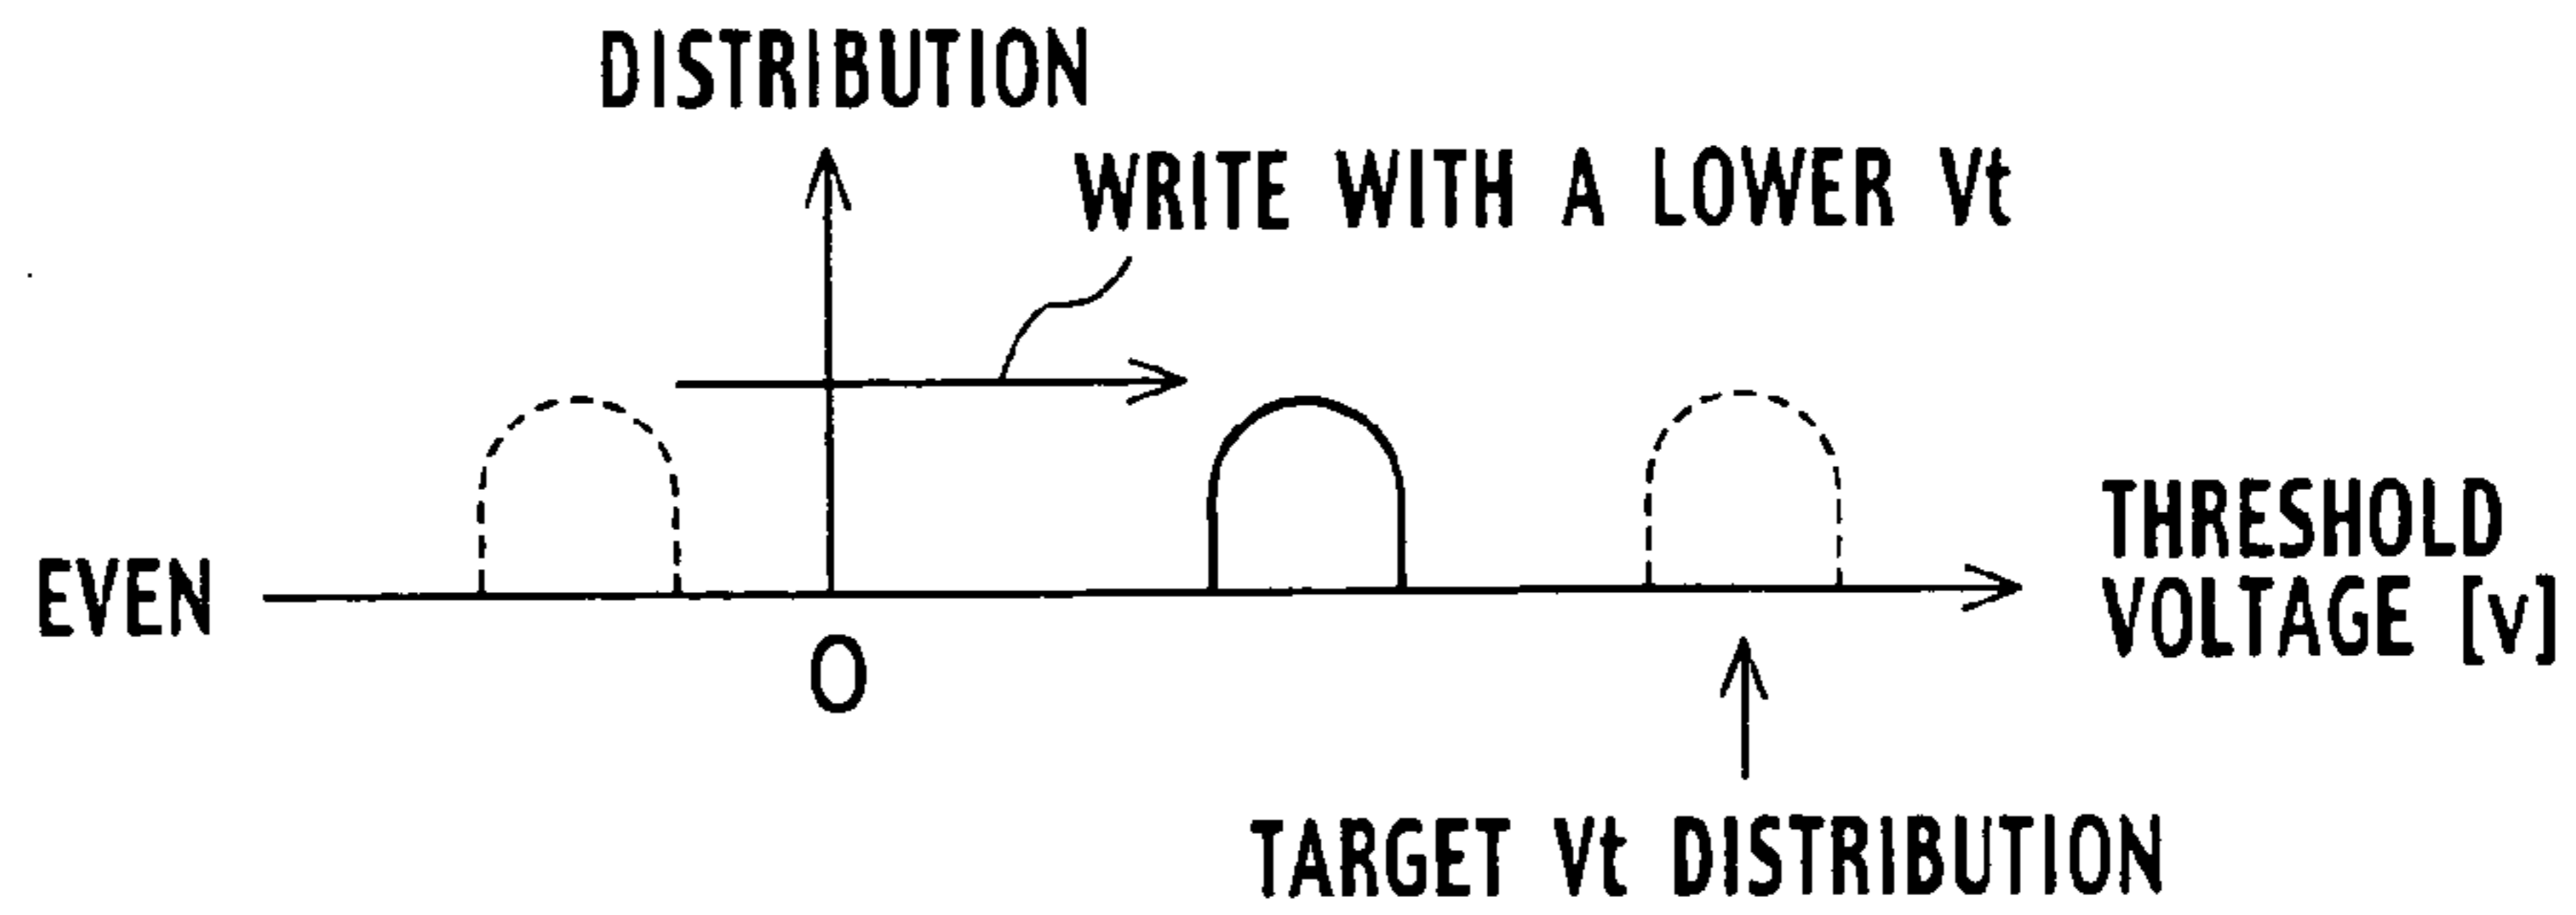 DISTRIBUTION
WRITE WITH A LOWER Vt
EVEN
THRESHOLD
VOLTAGE [V]
0
TARGET Vt DISTRIBUTION